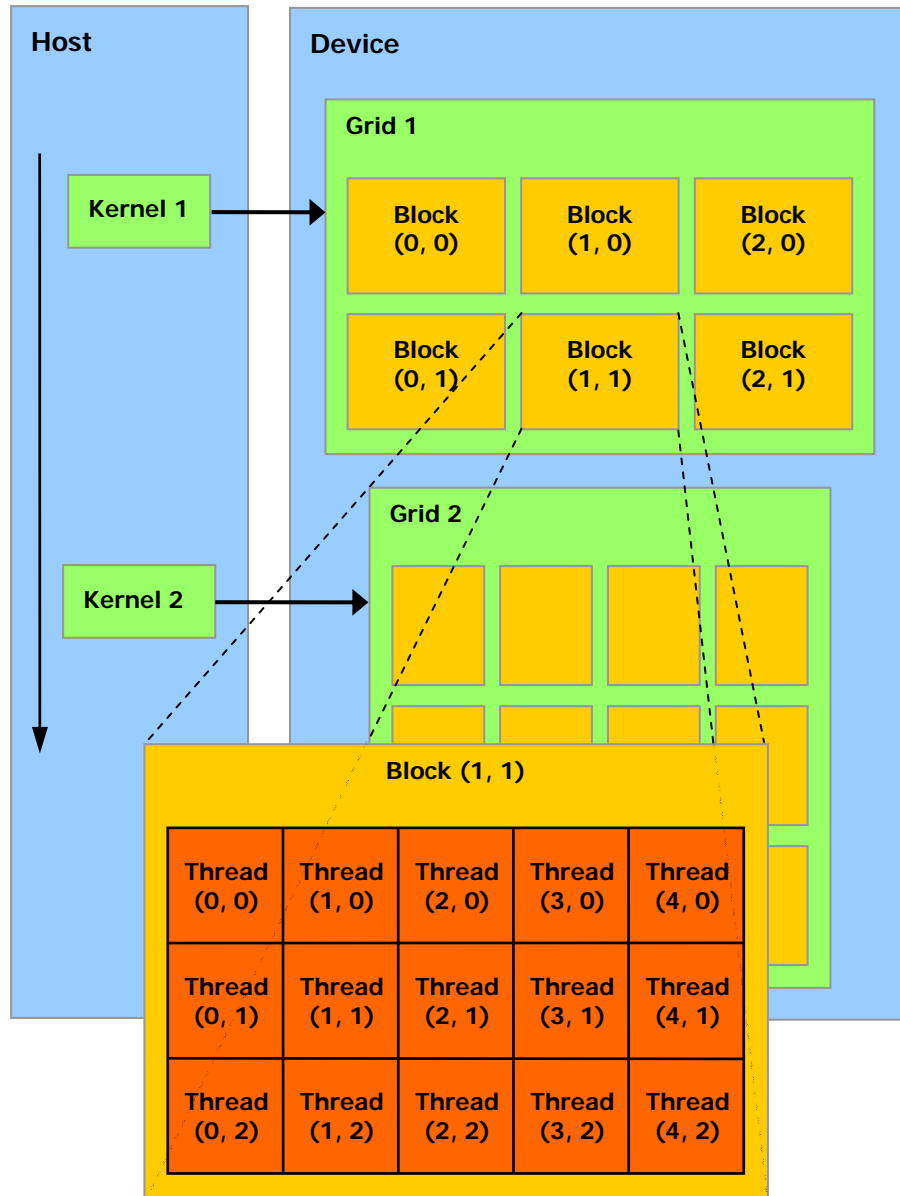 Host
Device
Grid 1
Kernel 1
Block
(0, 0)
Block
(1, 0)
Block
(2, 0)
Block
(0, 1)
Block
(1, 1)
Block
(2, 1)
Grid 2
Kernel 2
Block (1, 1)
Thread
(0, 0)
Thread
(1, 0)
Thread
(2, 0)
Thread
(3, 0)
Thread
(4, 0)
Thread
(0, 1)
Thread
(1, 1)
Thread
(2, 1)
Thread
(3, 1)
Thread
(4, 1)
Thread
(0, 2)
Thread
(1, 2)
Thread
(2, 2)
Thread
(3, 2)
Thread
(4, 2)